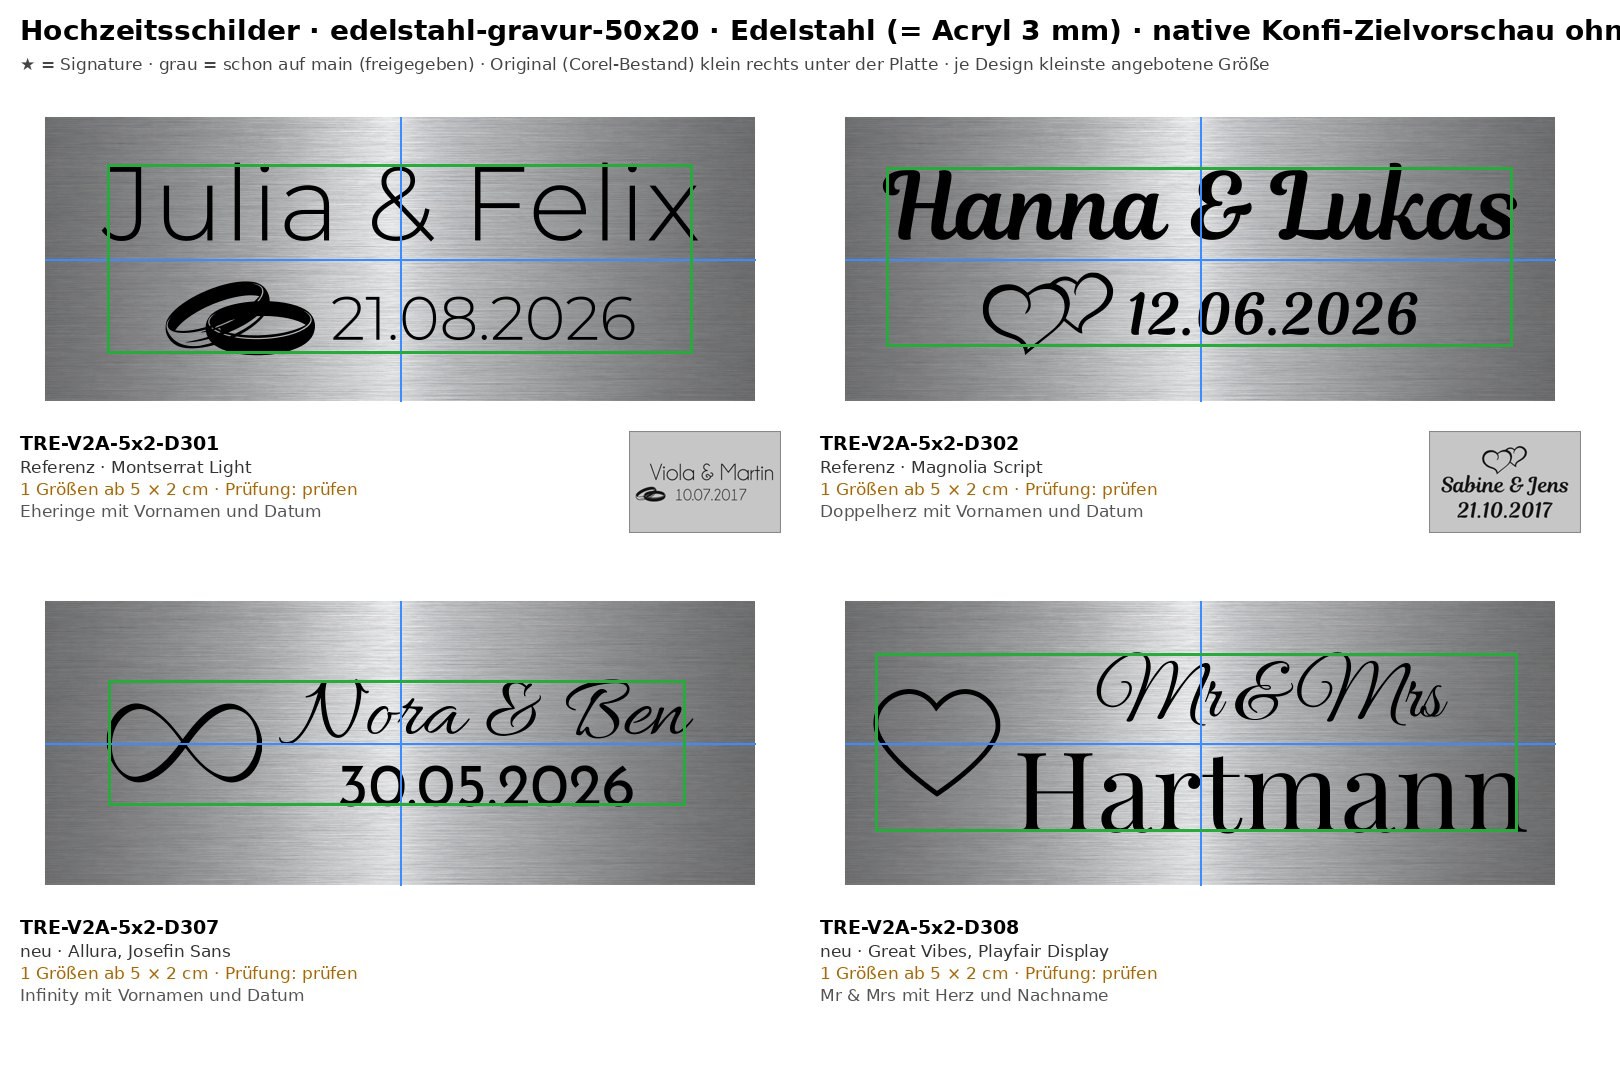 Hochzeitsschilder · edelstahl-gravur-50x20 · Edelstahl (= Acryl 3 mm) · native Konfi-Zielvorschau ohn
★ = Signature · grau = schon auf main (freigegeben) · Original (Corel-Bestand) klein rechts unter der Platte · je Design kleinste angebotene Größe
Julia & Felix
21.08.2026
Hanna & Lukas
12.06.2026
TRE-V2A-5x2-D301
Referenz · Montserrat Light
1 Größen ab 5 × 2 cm · Prüfung: prüfen
Eheringe mit Vornamen und Datum
Viola & Martin
10.07.2017
TRE-V2A-5x2-D302
Referenz · Magnolia Script
1 Größen ab 5 × 2 cm · Prüfung: prüfen
Doppelherz mit Vornamen und Datum
Sabine & Jens
21.10.2017
Nora & Ben
30.05.2026
Mr & Mrs
Hartmann
TRE-V2A-5x2-D307
neu · Allura, Josefin Sans
1 Größen ab 5 × 2 cm · Prüfung: prüfen
Infinity mit Vornamen und Datum
TRE-V2A-5x2-D308
neu · Great Vibes, Playfair Display
1 Größen ab 5 × 2 cm · Prüfung: prüfen
Mr & Mrs mit Herz und Nachname